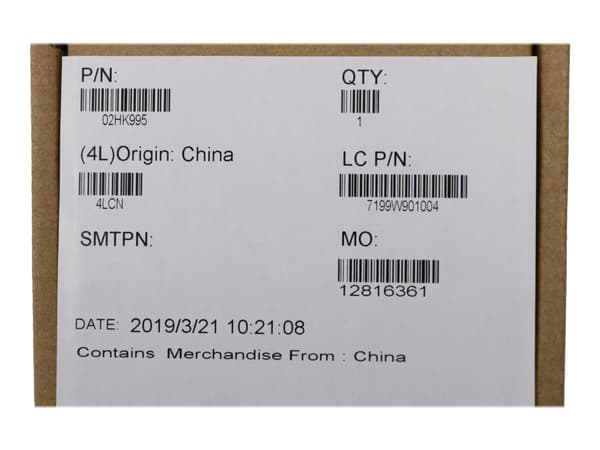 P/N:
QTY:
02HK995
1
(4L)Origin: China
LC P/N:
4LCN
7199W901004
SMTPN:
MO:
12816361
DATE: 2019/3/21 10:21:08
Contains Merchandise From : China